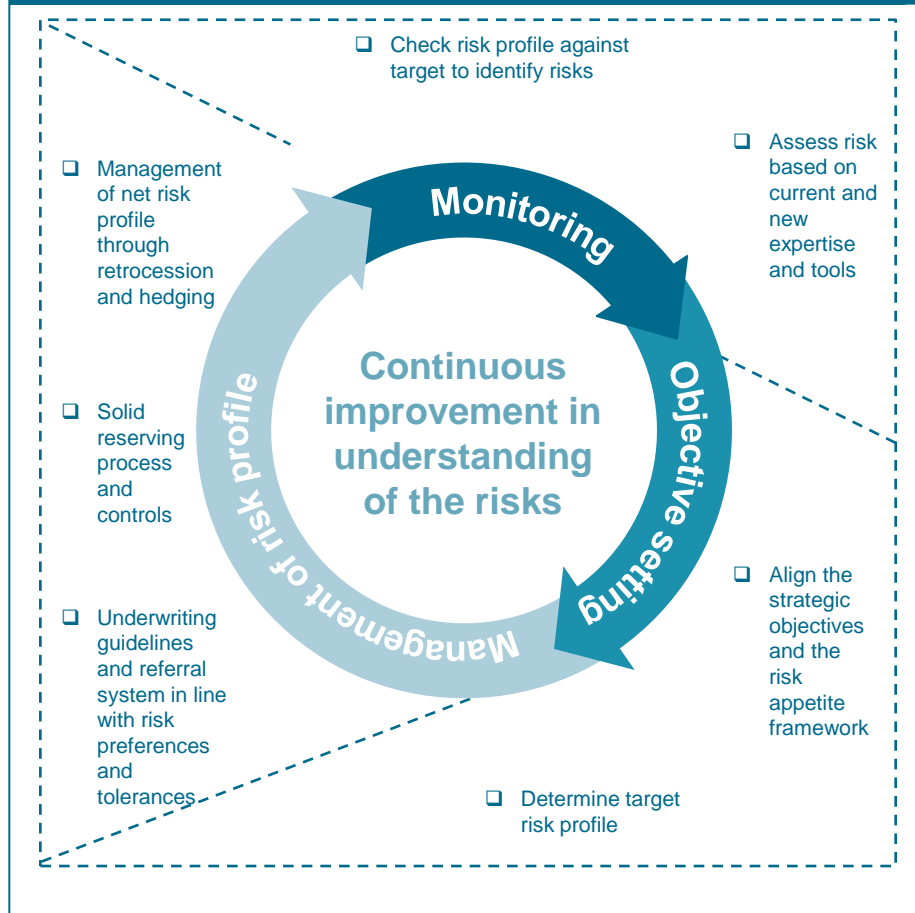 ❑ Check risk profile against
target to identify risks
❑ Assess risk
based on
current and
new
expertise
and tools
❑ Management
of net risk
profile
through
retrocession
and hedging
Monitoring
Continuous
improvement in
understanding
of the risks
Objective setting
Management of risk profile
❑ Solid
reserving
process
and
controls
❑ Align the
strategic
objectives
and the
risk
appetite
framework
❑ Underwriting
guidelines
and referral
system in line
with risk
preferences
and
tolerances
❑ Determine target
risk profile